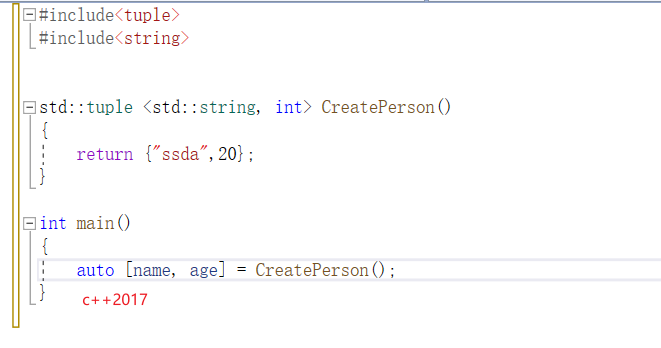 #include<tuple>
#include<string>
std::tuple <std::string, int> CreatePerson()
{
return {"ssda",20};
}
int main()
{
auto [name, age] = CreatePerson();
}
c++2017